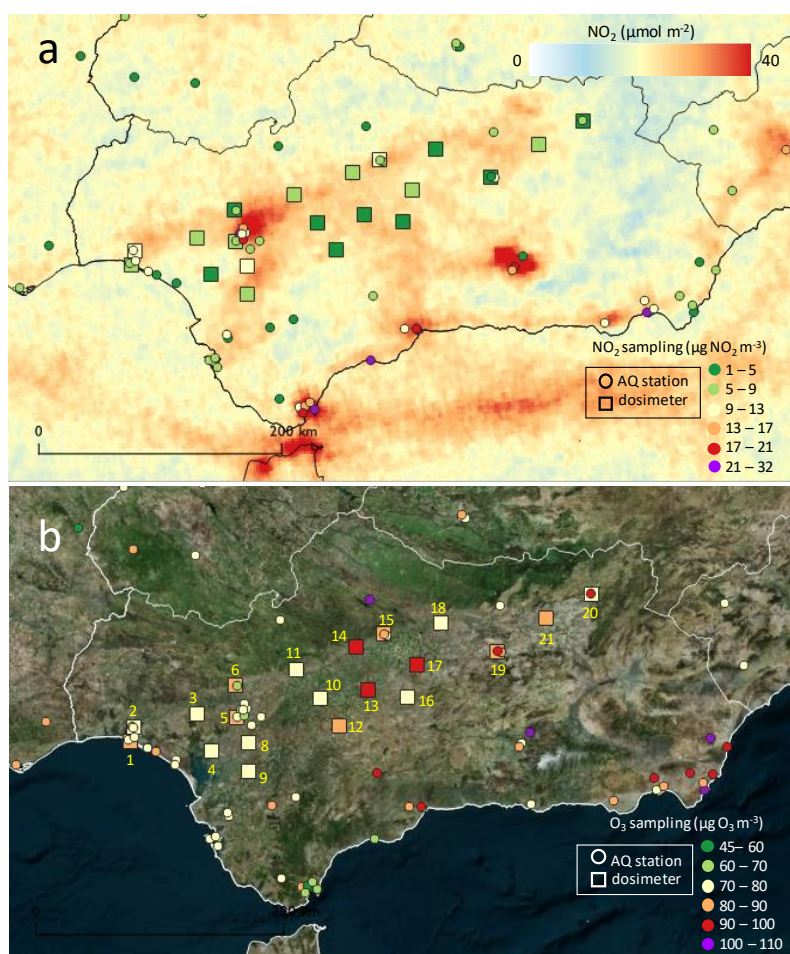 a
NO₂ (µmol m⁻²)
0
40
NO₂ sampling (µg NO₂ m⁻³)
AQ station
dosimeter
1 – 5
5 – 9
9 – 13
13 – 17
17 – 21
21 – 32
0
200 km
b
18
20
15
21
14
19
11
17
6
10
13
16
3
2
5
12
8
1
4
9
O₃ sampling (µg O₃ m⁻³)
AQ station
dosimeter
45– 60
60 – 70
70 – 80
80 – 90
90 – 100
100 – 110
0
200 km